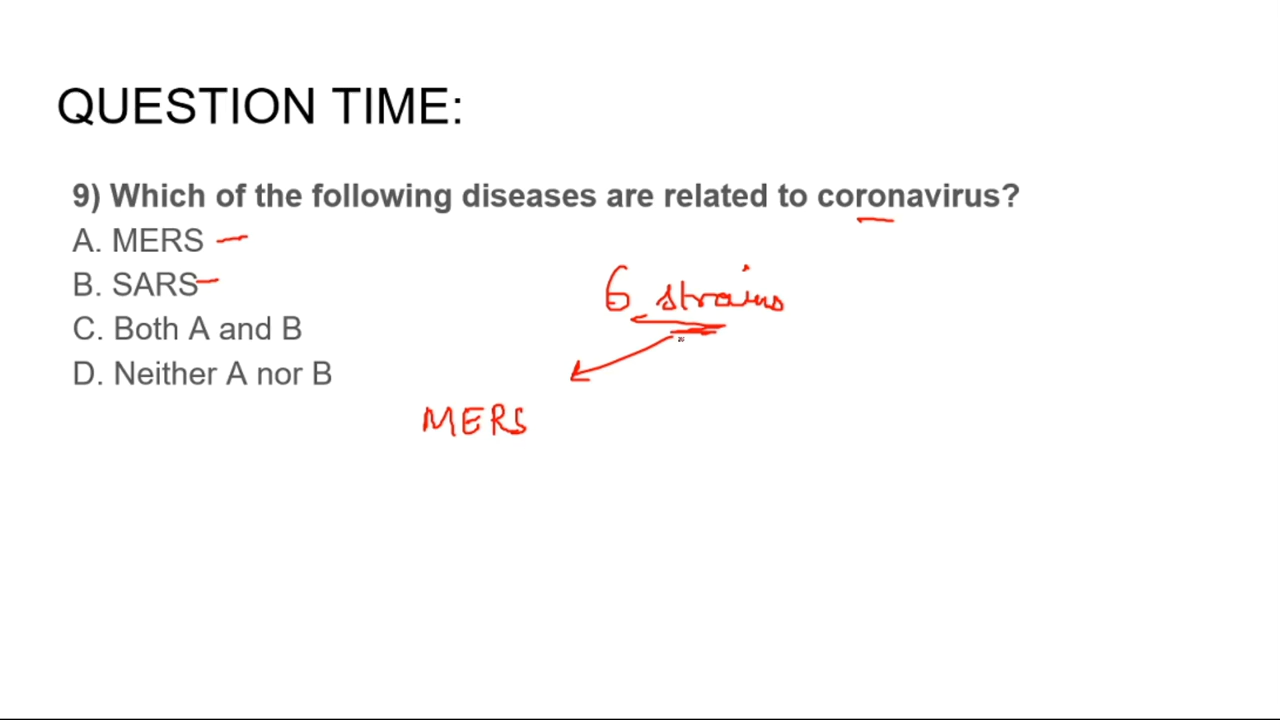 QUESTION TIME:
9) Which of the following diseases are related to coronavirus?
A. MERS
B. SARS
C. Both A and B
D. Neither A nor B
6 strains
MERS